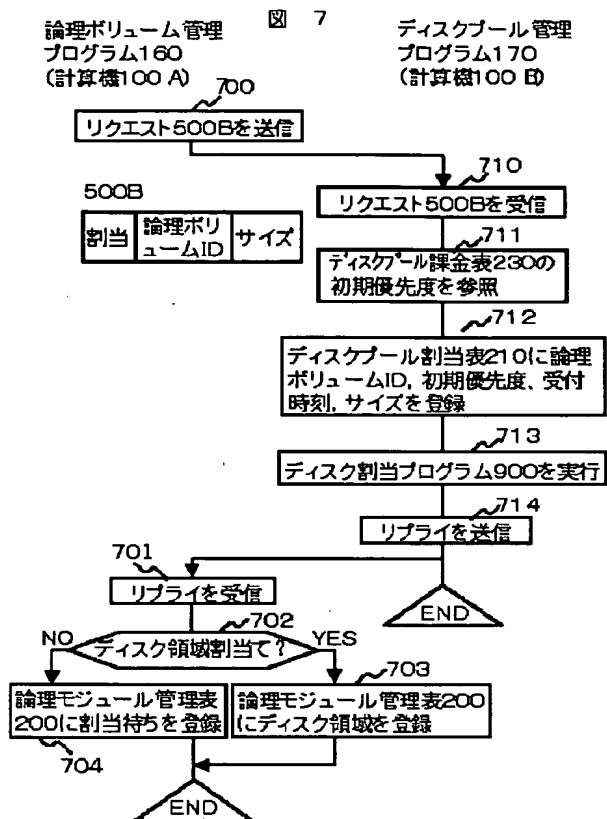 図 7
論理ボリューム管理
プログラム160
(計算機100A)
ディスクプール管理
プログラム170
(計算機100B)
700
リクエスト500Bを送信
710
リクエスト500Bを受信
500B
割当
論理ボリ
ュームID
サイズ
711
ディスクプール課金表230の
初期優先度を参照
712
ディスクプール割当表210に論理
ボリュームID,初期優先度、受付
時刻,サイズを登録
713
ディスク割当プログラム900を実行
714
リプライを送信
701
リプライを受信
END
702
NO
ディスク領域割当て?
YES
703
論理モジュール管理表
200に割当待ちを登録
論理モジュール管理表200
にディスク領域を登録
704
END